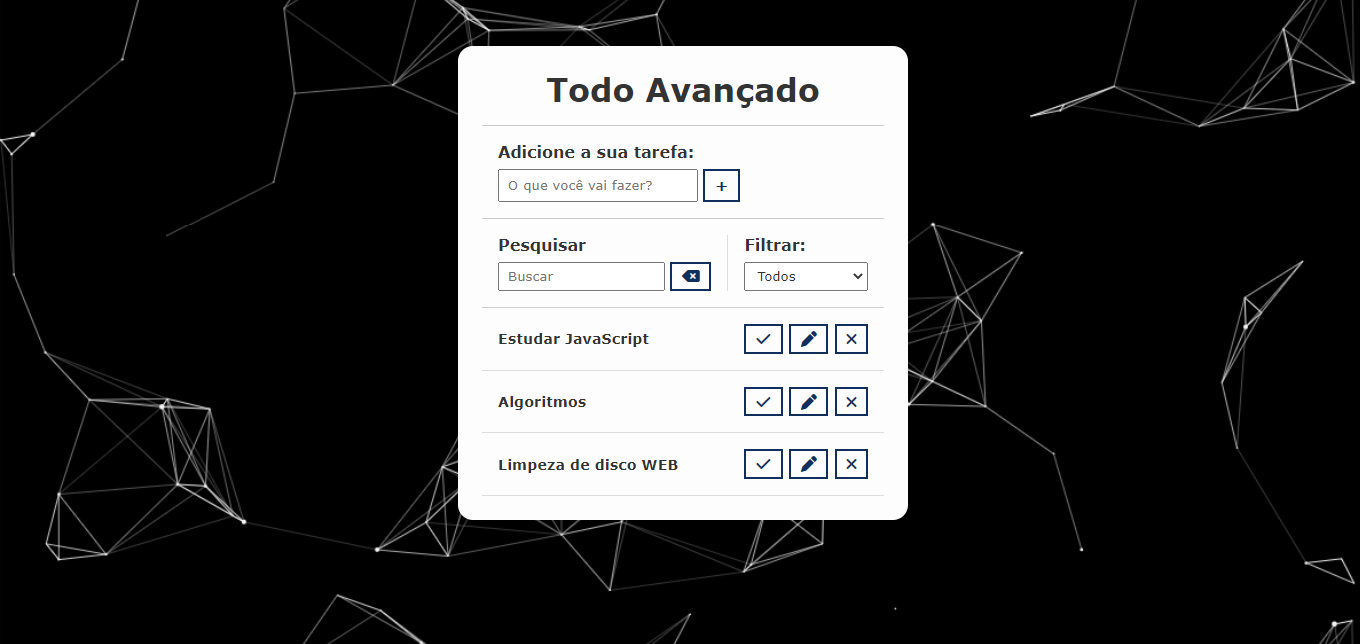 Todo Avançado
Adicione a sua tarefa:
O que você vai fazer?
+
Pesquisar
Buscar
Filtrar:
Todos
Estudar JavaScript
Algoritmos
Limpeza de disco WEB